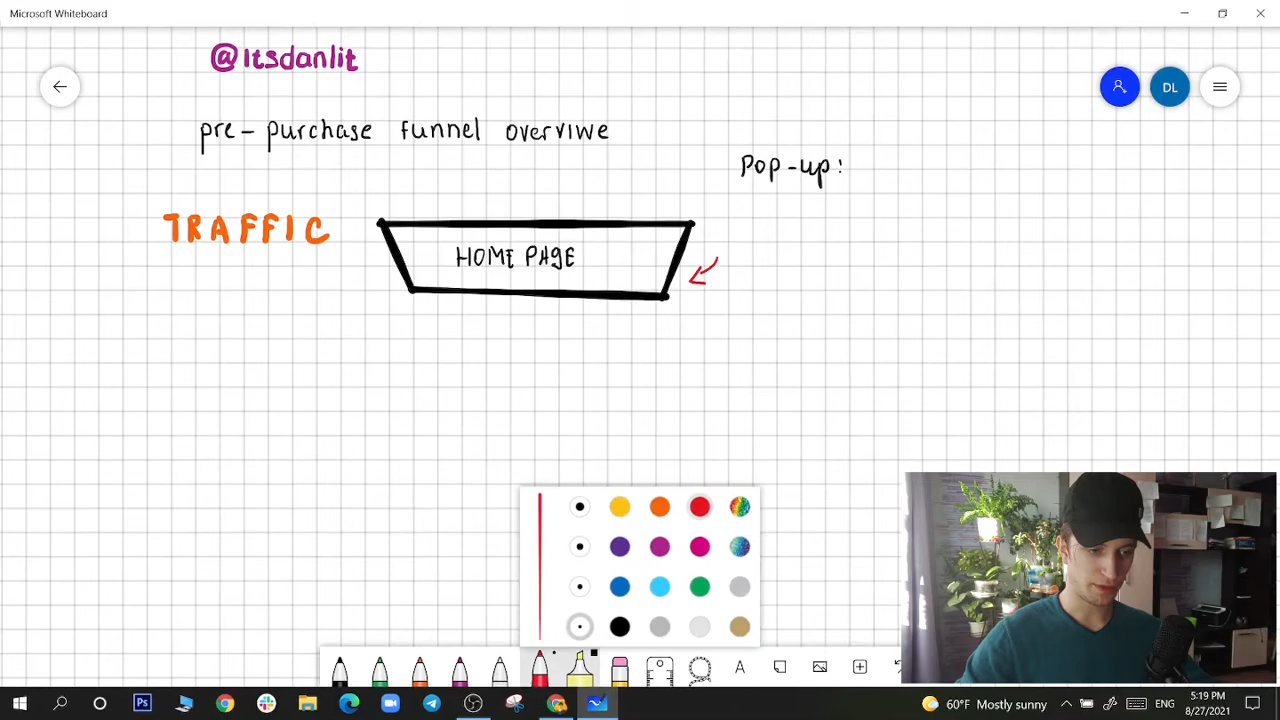 Microsoft Whiteboard
@Itsdanlit
DL
pre-purchase funnel overviwe
Pop-up:
TRAFFIC
HOME PAGE
A
Ps
60°F Mostly sunny
ENG
5:19 PM
8/27/2021